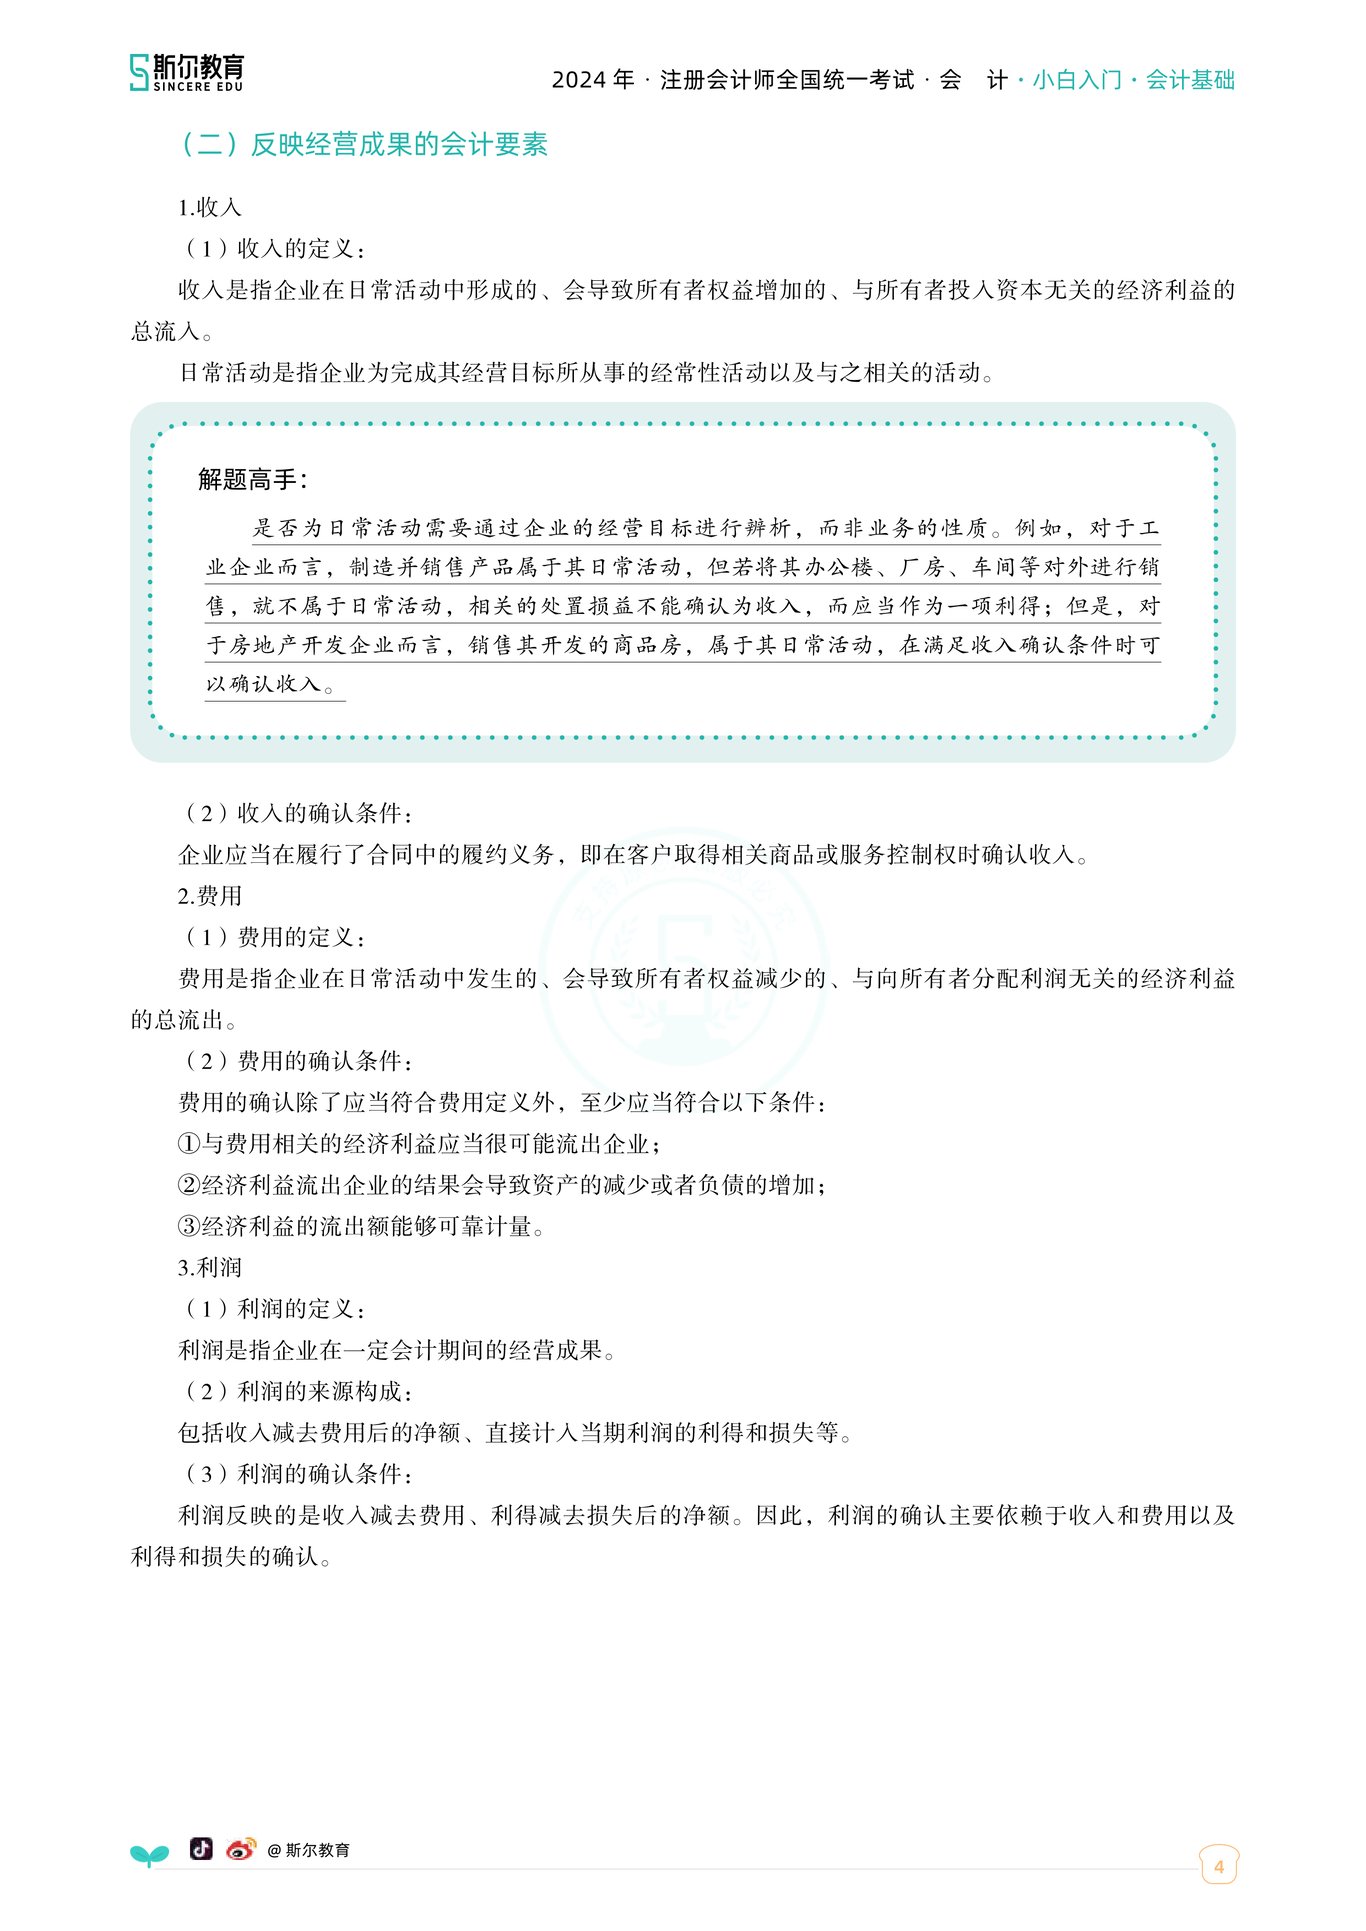 斯尔教育
SINCERE EDU
2024 年 · 注册会计师全国统一考试 · 会　计 · 小白入门 · 会计基础
（二）反映经营成果的会计要素
1.收入
（1）收入的定义：
收入是指企业在日常活动中形成的、会导致所有者权益增加的、与所有者投入资本无关的经济利益的
总流入。
日常活动是指企业为完成其经营目标所从事的经常性活动以及与之相关的活动。
解题高手：
是否为日常活动需要通过企业的经营目标进行辨析，而非业务的性质。例如，对于工
业企业而言，制造并销售产品属于其日常活动，但若将其办公楼、厂房、车间等对外进行销
售，就不属于日常活动，相关的处置损益不能确认为收入，而应当作为一项利得；但是，对
于房地产开发企业而言，销售其开发的商品房，属于其日常活动，在满足收入确认条件时可
以确认收入。
（2）收入的确认条件：
企业应当在履行了合同中的履约义务，即在客户取得相关商品或服务控制权时确认收入。
2.费用
（1）费用的定义：
费用是指企业在日常活动中发生的、会导致所有者权益减少的、与向所有者分配利润无关的经济利益
的总流出。
（2）费用的确认条件：
费用的确认除了应当符合费用定义外，至少应当符合以下条件：
①与费用相关的经济利益应当很可能流出企业；
②经济利益流出企业的结果会导致资产的减少或者负债的增加；
③经济利益的流出额能够可靠计量。
3.利润
（1）利润的定义：
利润是指企业在一定会计期间的经营成果。
（2）利润的来源构成：
包括收入减去费用后的净额、直接计入当期利润的利得和损失等。
（3）利润的确认条件：
利润反映的是收入减去费用、利得减去损失后的净额。因此，利润的确认主要依赖于收入和费用以及
利得和损失的确认。
@ 斯尔教育
4